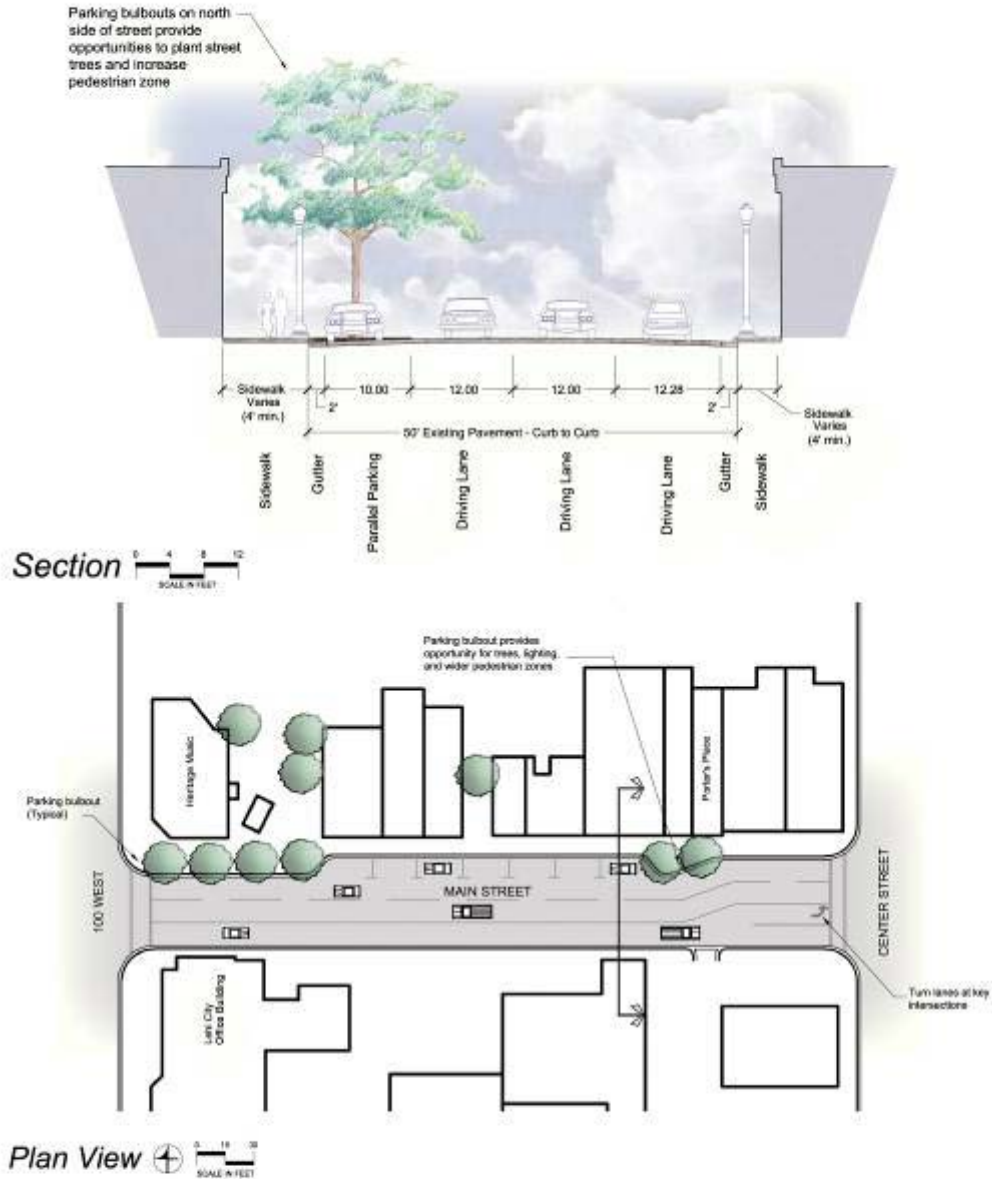 Parking bulbouts on north
side of street provide
opportunities to plant street
trees and increase
pedestrian zone
Sidewalk
Varies
(4' min.)
2'
10.00
12.00
12.00
12.28
2'
Sidewalk
Varies
(4' min.)
50' Existing Pavement - Curb to Curb
Sidewalk
Gutter
Parallel Parking
Driving Lane
Driving Lane
Driving Lane
Gutter
Sidewalk
Section
0 4 8 12
SCALE IN FEET
Parking bulbout provides
opportunity for trees, lighting
and wider pedestrian zones
Heritage Music
Porter's Place
Parking bulbout
(Typical)
100 WEST
MAIN STREET
CENTER STREET
Turn lanes at key
intersections
Lehi City
Office Building
Plan View
SCALE IN FEET